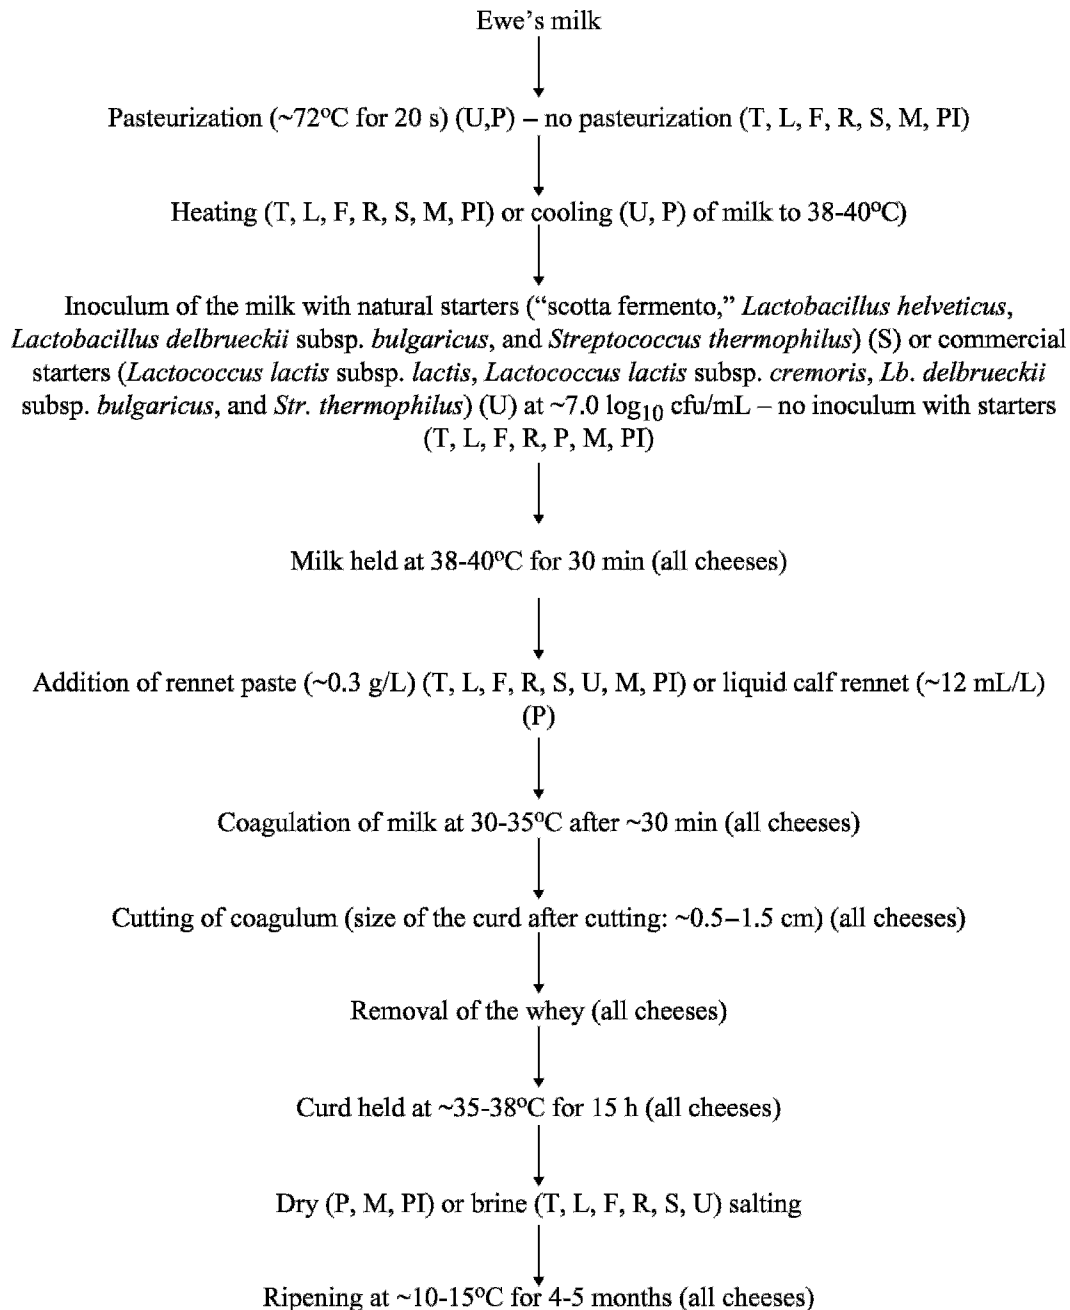 Ewe’s milk
Pasteurization (~72ºC for 20 s) (U,P) – no pasteurization (T, L, F, R, S, M, PI)
Heating (T, L, F, R, S, M, PI) or cooling (U, P) of milk to 38-40ºC)
Inoculum of the milk with natural starters (“scotta fermento,” Lactobacillus helveticus,
Lactobacillus delbrueckii subsp. bulgaricus, and Streptococcus thermophilus) (S) or commercial
starters (Lactococcus lactis subsp. lactis, Lactococcus lactis subsp. cremoris, Lb. delbrueckii
subsp. bulgaricus, and Str. thermophilus) (U) at ~7.0 log10 cfu/mL – no inoculum with starters
(T, L, F, R, P, M, PI)
Milk held at 38-40ºC for 30 min (all cheeses)
Addition of rennet paste (~0.3 g/L) (T, L, F, R, S, U, M, PI) or liquid calf rennet (~12 mL/L)
(P)
Coagulation of milk at 30-35ºC after ~30 min (all cheeses)
Cutting of coagulum (size of the curd after cutting: ~0.5–1.5 cm) (all cheeses)
Removal of the whey (all cheeses)
Curd held at ~35-38ºC for 15 h (all cheeses)
Dry (P, M, PI) or brine (T, L, F, R, S, U) salting
Ripening at ~10-15ºC for 4-5 months (all cheeses)